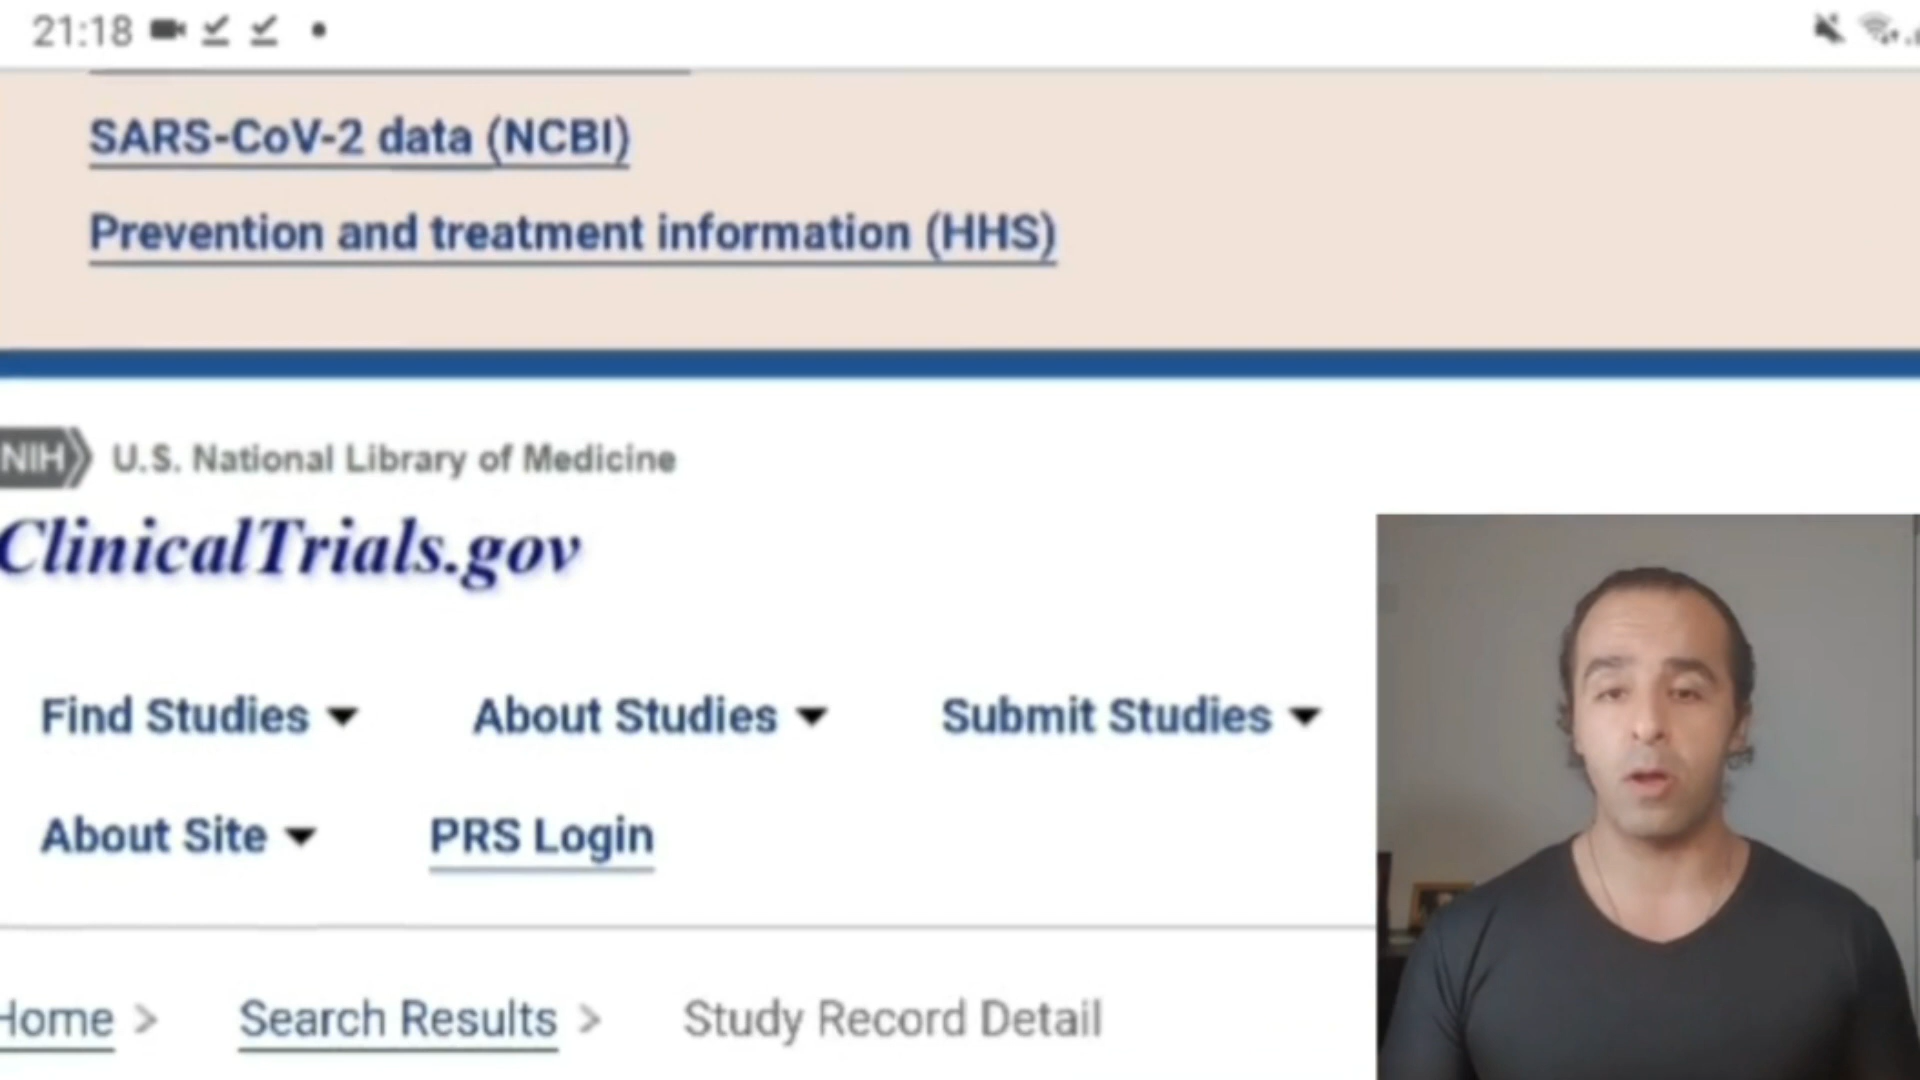 21:18
SARS-CoV-2 data (NCBI)
Prevention and treatment information (HHS)
NIH U.S. National Library of Medicine
ClinicalTrials.gov
Find Studies About Studies Submit Studies
About Site PRS Login
Home > Search Results > Study Record Detail